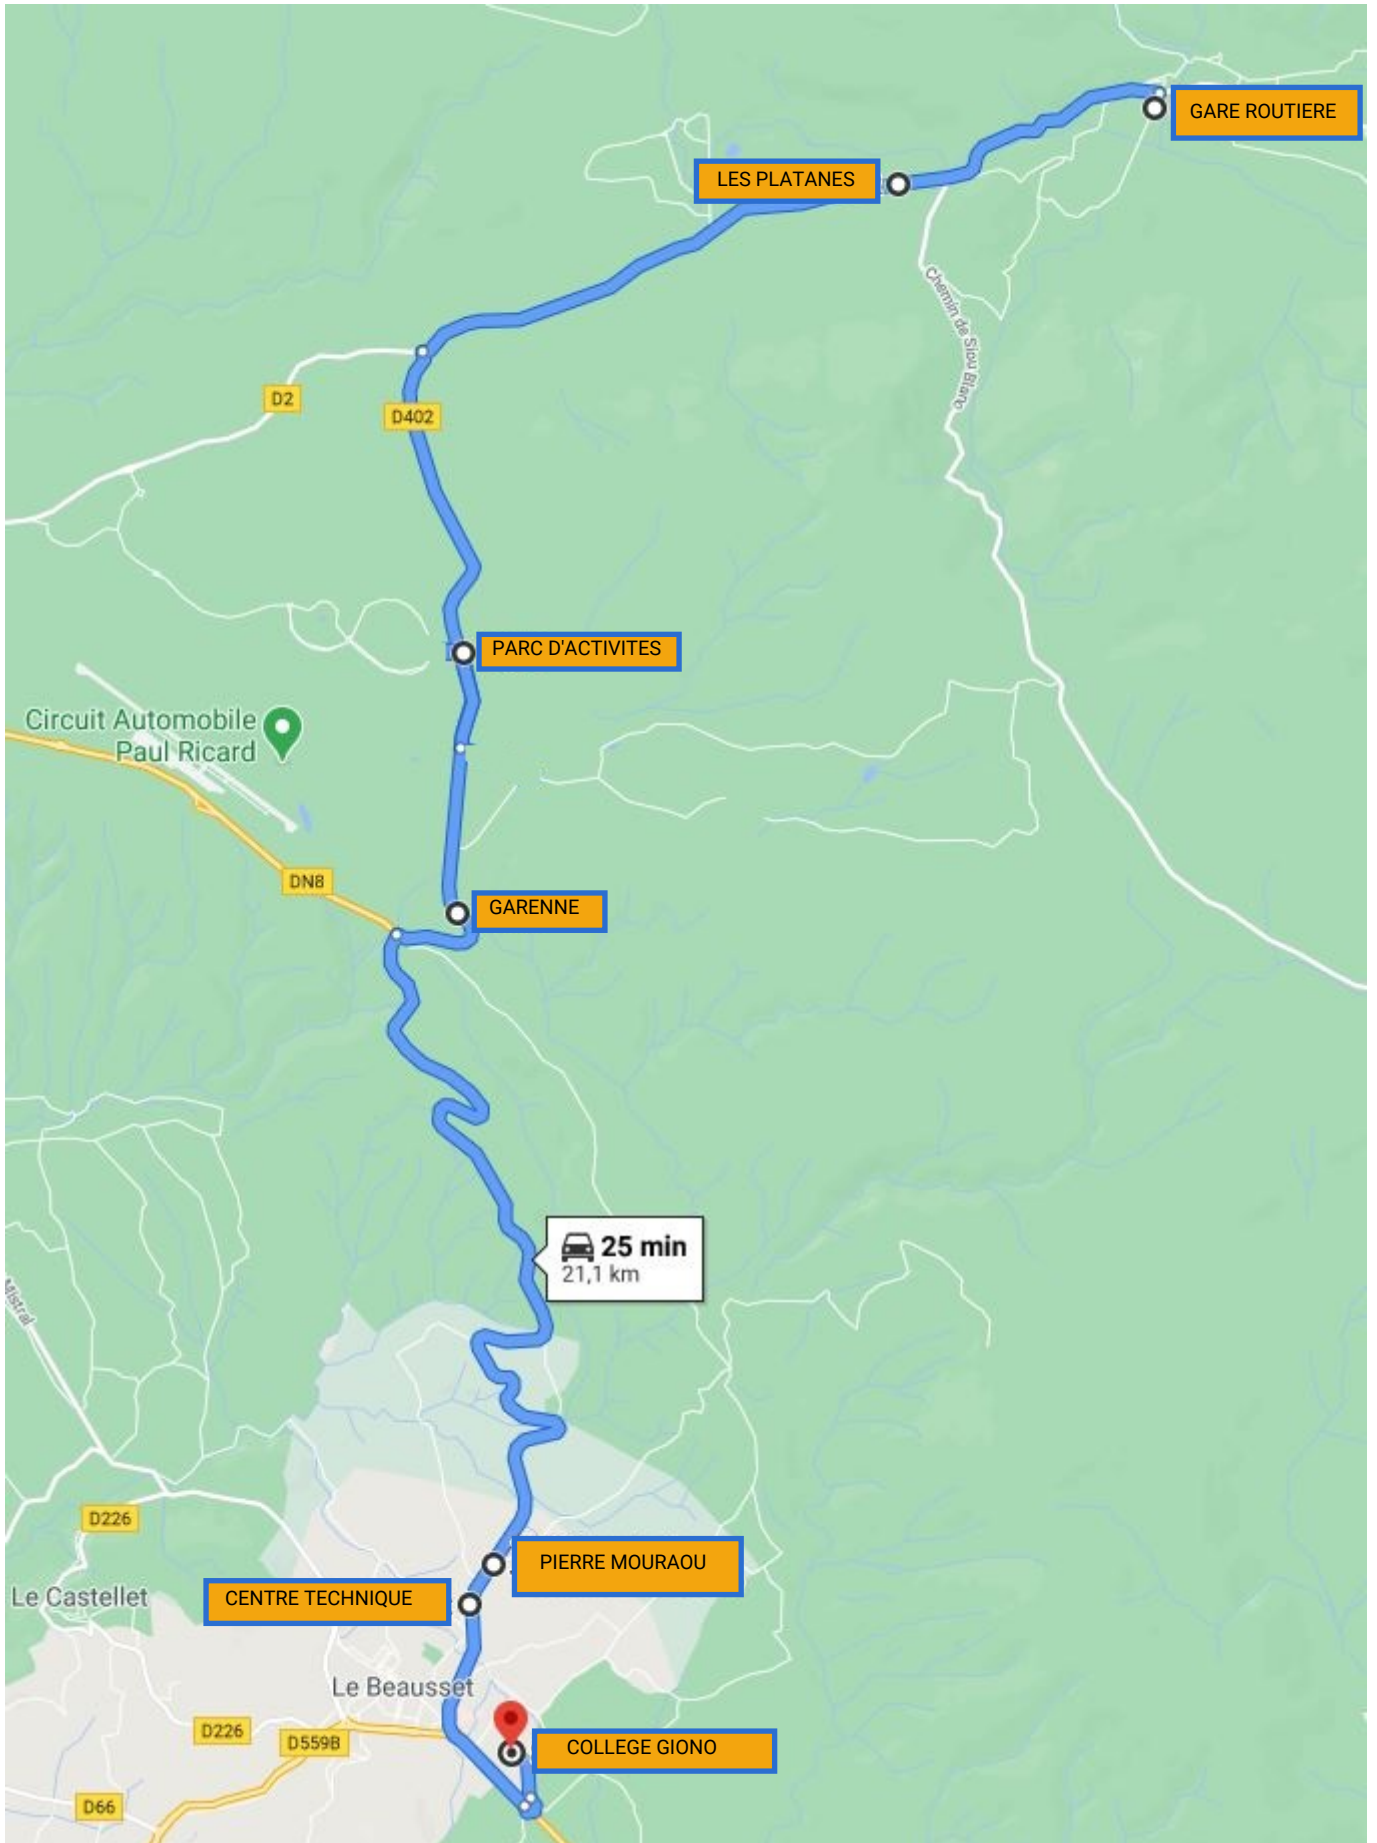 GARE ROUTIERE
LES PLATANES
Chemin de Siou Blanc
D2
D402
PARC D'ACTIVITES
Circuit Automobile
Paul Ricard
DN8
GARENNE
25 min
21,1 km
Mistral
D226
PIERRE MOURAOU
Le Castellet
CENTRE TECHNIQUE
Le Beausset
D226
D559B
COLLEGE GIONO
D66